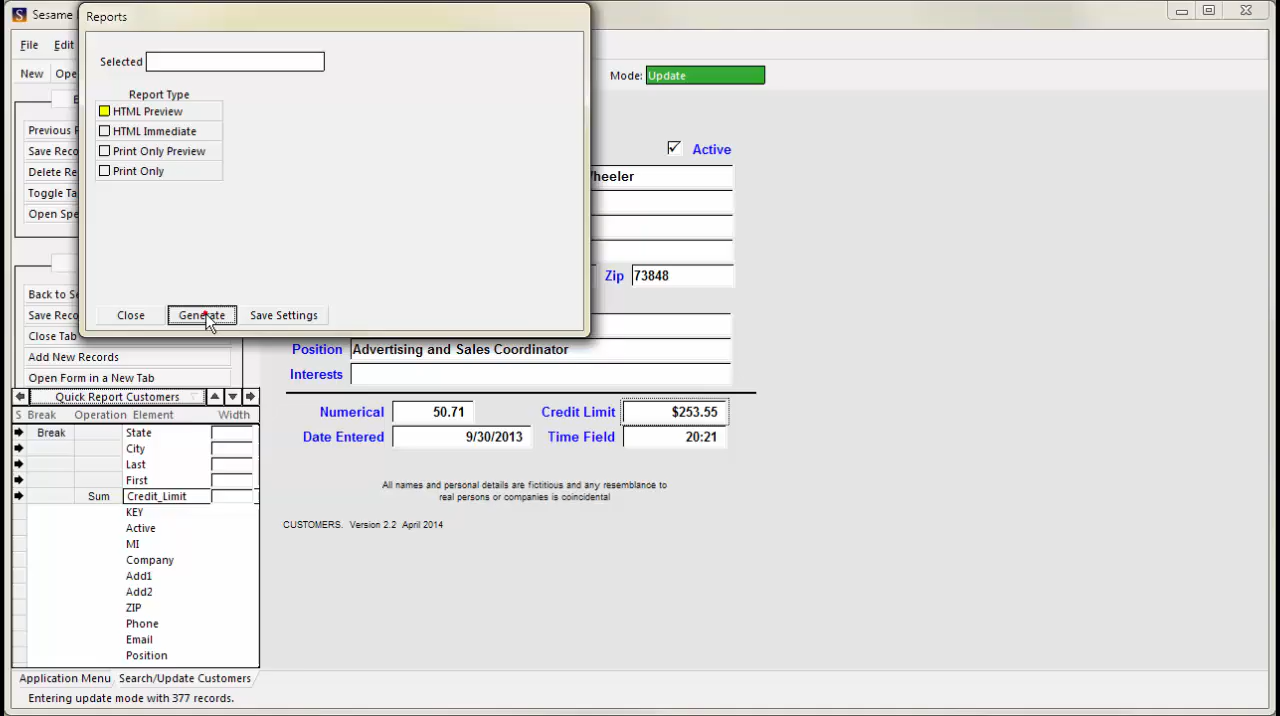 Sesame
Reports
File Edit
Selected
New Ope
Mode: Update
Report Type
HTML Preview
HTML Immediate
Print Only Preview
Print Only
Previous R
Save Reco
Delete Re
Toggle Ta
Open Spe
Active
Wheeler
Zip 73848
Back to Se
Save Reco
Close Tab
Close Generate Save Settings
Add New Records
Open Form in a New Tab
Position Advertising and Sales Coordinator
Interests
Quick Report Customers
S Break Operation Element Width
Break State
City
Last
First
Sum Credit_Limit
KEY
Active
MI
Company
Add1
Add2
ZIP
Phone
Email
Position
Numerical 50.71 Credit Limit $253.55
Date Entered 9/30/2013 Time Field 20:21
All names and personal details are fictitious and any resemblance to
real persons or companies is coincidental
CUSTOMERS. Version 2.2 April 2014
Application Menu Search/Update Customers
Entering update mode with 377 records.